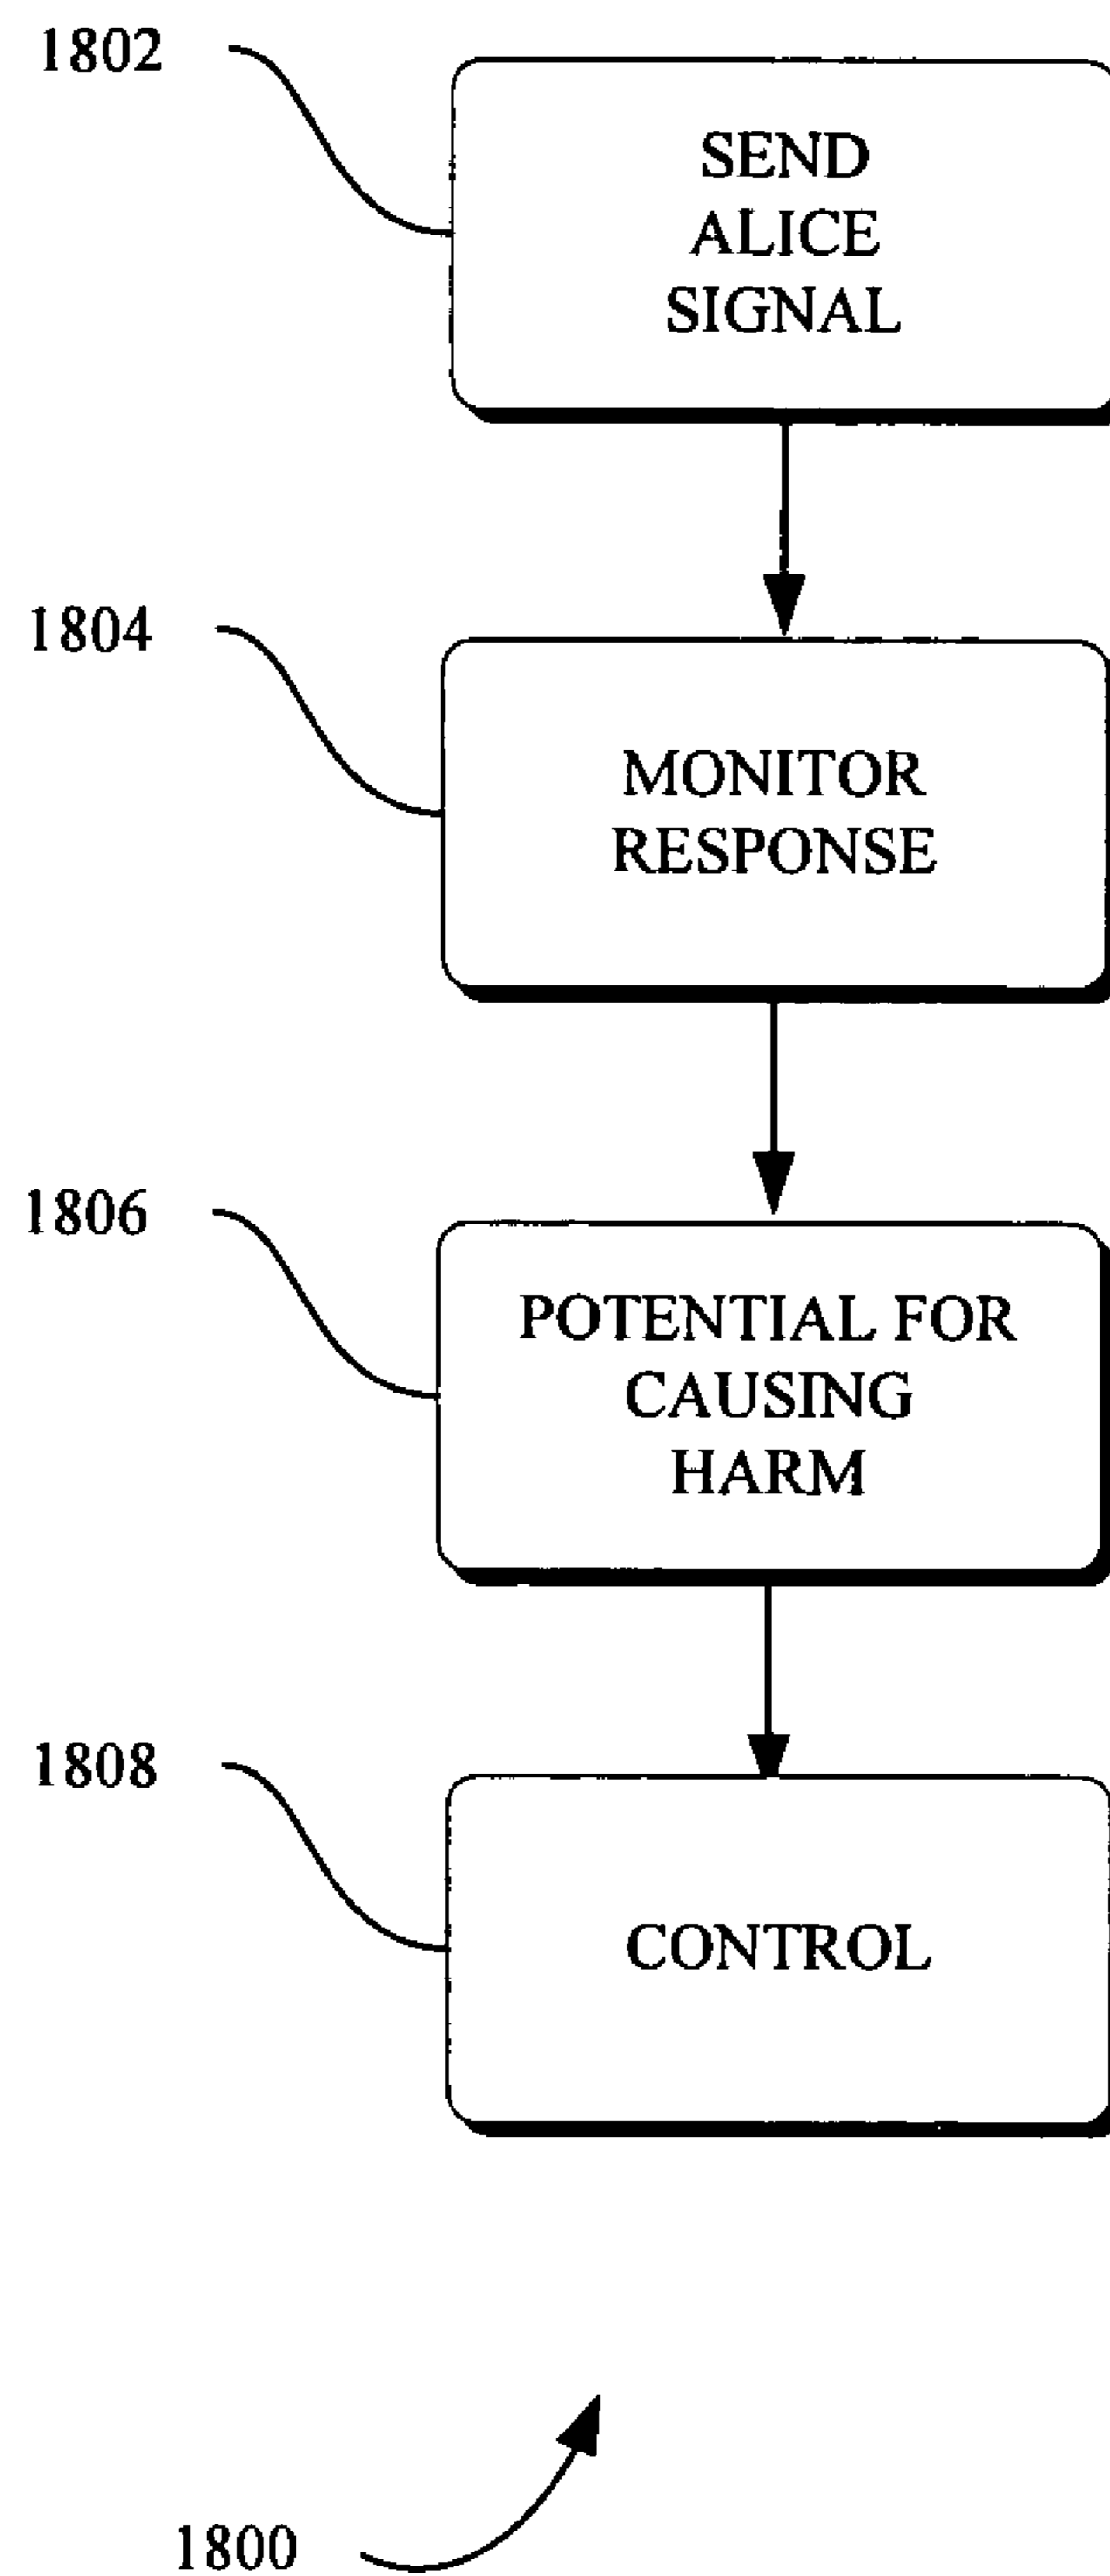 1802
SEND
ALICE
SIGNAL
1804
MONITOR
RESPONSE
1806
POTENTIAL FOR
CAUSING
HARM
1808
CONTROL
1800